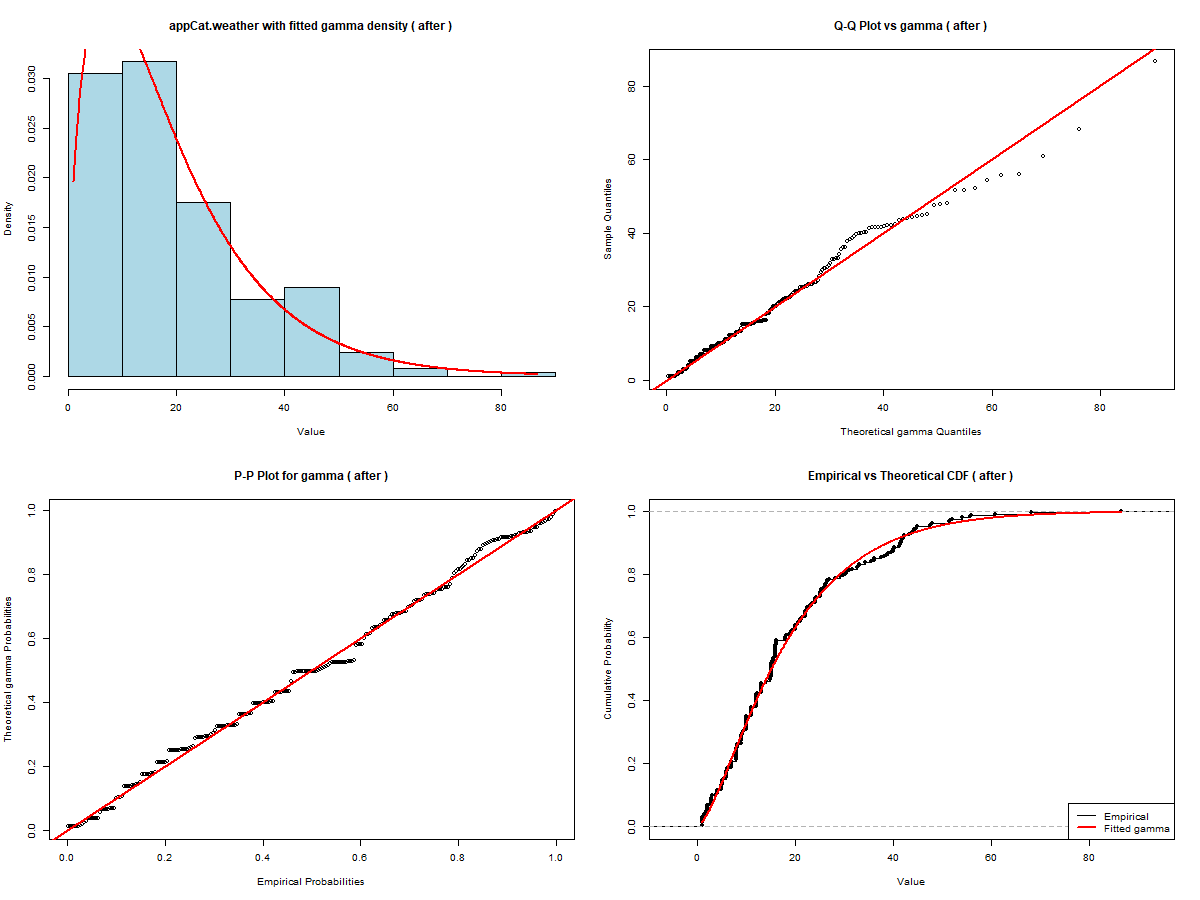 appCat.weather with fitted gamma density ( after )
Density
0.000 0.005 0.010 0.015 0.020 0.025 0.030
0 20 40 60 80
Value
Q-Q Plot vs gamma ( after )
Sample Quantiles
0 20 40 60 80
0 20 40 60 80
Theoretical gamma Quantiles
P-P Plot for gamma ( after )
Theoretical gamma Probabilities
0.0 0.2 0.4 0.6 0.8 1.0
0.0 0.2 0.4 0.6 0.8 1.0
Empirical Probabilities
Empirical vs Theoretical CDF ( after )
Cumulative Probability
0.0 0.2 0.4 0.6 0.8 1.0
Empirical
Fitted gamma
0 20 40 60 80
Value